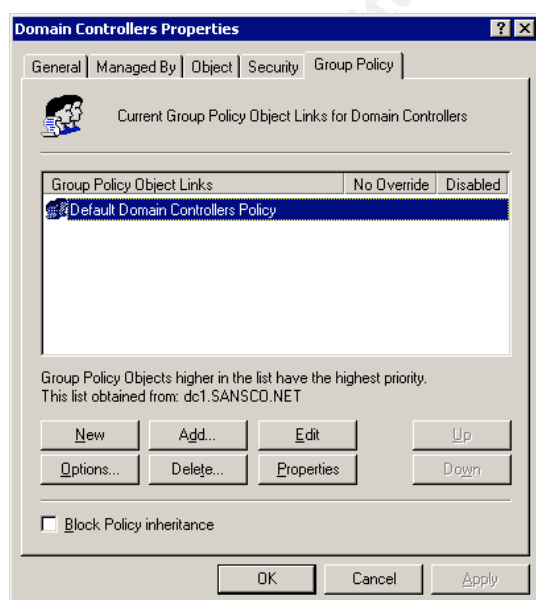 Domain Controllers Properties
General Managed By Object Security Group Policy
Current Group Policy Object Links for Domain Controllers
Group Policy Object Links No Override Disabled
Default Domain Controllers Policy
Group Policy Objects higher in the list have the highest priority.
This list obtained from: dc1.SANSCO.NET
New Add... Edit Up
Options... Delete... Properties Down
Block Policy inheritance
OK Cancel Apply